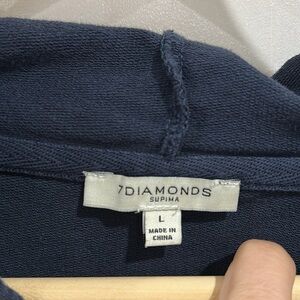 7DIAMONDS
SUPIMA
L
MADE IN
CHINA